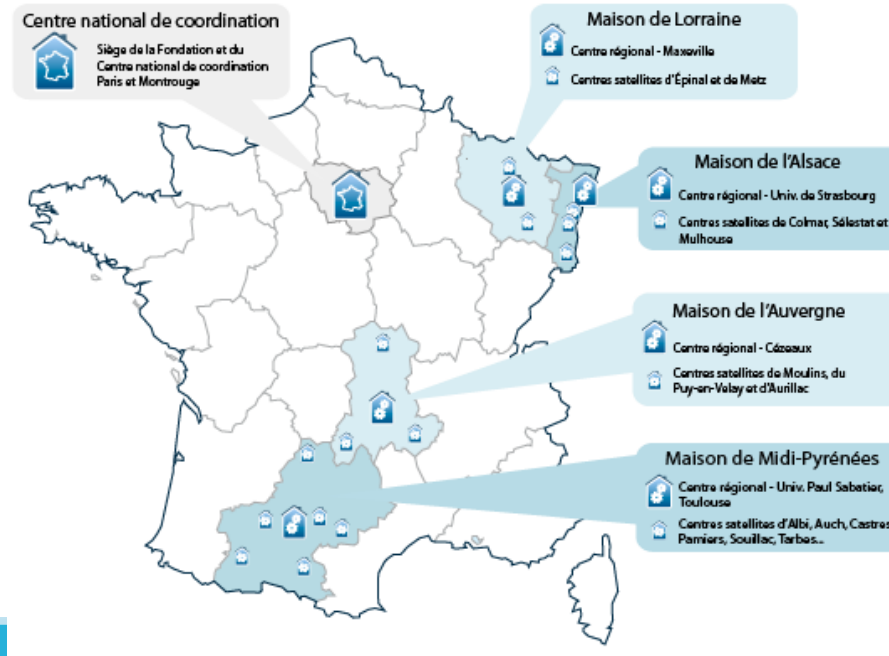 Centre national de coordination
Siège de la Fondation et du
Centre national de coordination
Paris et Montrouge
Maison de Lorraine
Centre régional - Maxeville
Centres satellites d'Épinal et de Metz
Maison de l'Alsace
Centre régional - Univ. de Strasbourg
Centres satellites de Colmar, Sélestat et
Mulhouse
Maison de l'Auvergne
Centre régional - Cézeaux
Centres satellites de Moulins, du
Puy-en-Velay et d'Aurillac
Maison de Midi-Pyrénées
Centre régional - Univ. Paul Sabatier,
Toulouse
Centres satellites d'Albi, Auch, Castres
Pamiers, Souillac, Tarbes...